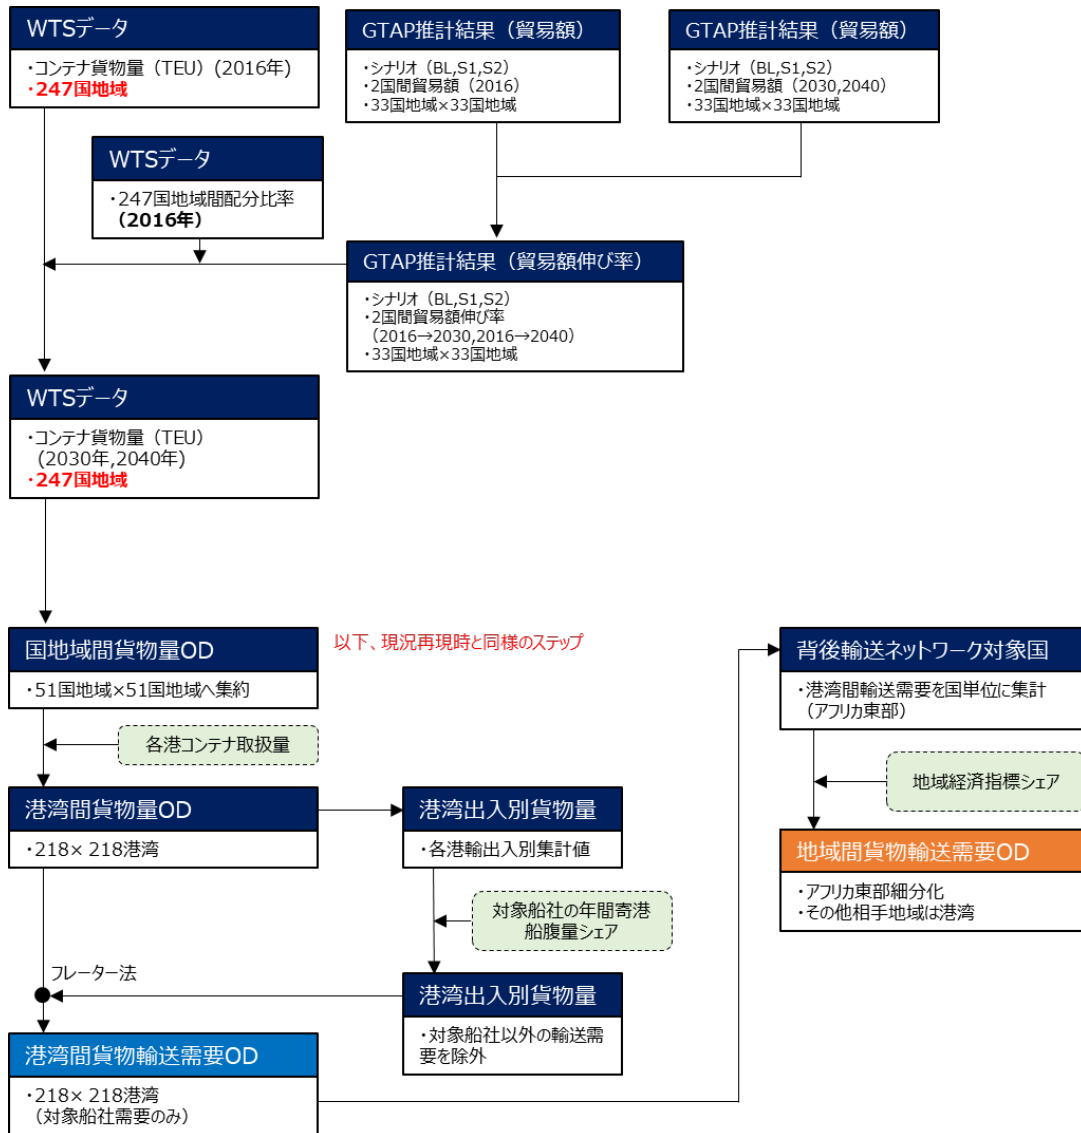 WTSデータ
・コンテナ貨物量（TEU）(2016年)
・247国地域
GTAP推計結果（貿易額）
・シナリオ（BL,S1,S2）
・2国間貿易額（2016）
・33国地域×33国地域
GTAP推計結果（貿易額）
・シナリオ（BL,S1,S2）
・2国間貿易額（2030,2040）
・33国地域×33国地域
WTSデータ
・247国地域間配分比率
（2016年）
GTAP推計結果（貿易額伸び率）
・シナリオ（BL,S1,S2）
・2国間貿易額伸び率
（2016→2030,2016→2040）
・33国地域×33国地域
WTSデータ
・コンテナ貨物量（TEU）
(2030年,2040年)
・247国地域
以下、現況再現時と同様のステップ
国地域間貨物量OD
・51国地域×51国地域へ集約
各港コンテナ取扱量
港湾間貨物量OD
・218× 218港湾
港湾出入別貨物量
・各港輸出入別集計値
対象船社の年間寄港
船腹量シェア
フレーター法
港湾出入別貨物量
・対象船社以外の輸送需
要を除外
港湾間貨物輸送需要OD
・218× 218港湾
（対象船社需要のみ）
背後輸送ネットワーク対象国
・港湾間輸送需要を国単位に集計
（アフリカ東部）
地域経済指標シェア
地域間貨物輸送需要OD
・アフリカ東部細分化
・その他相手地域は港湾